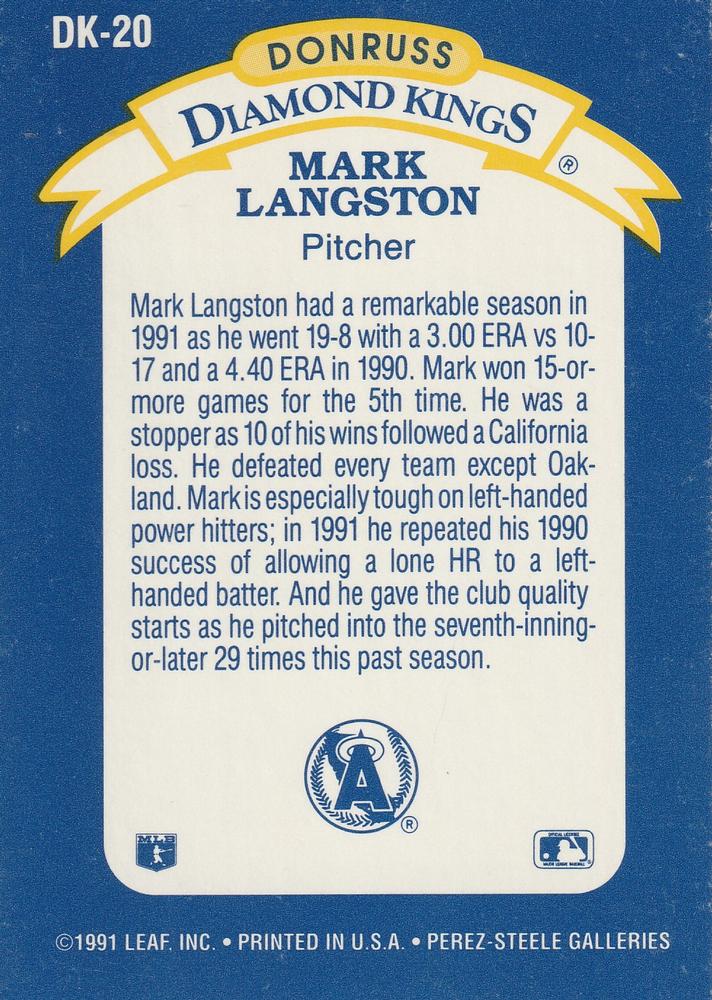 DK-20
DONRUSS
DIAMOND KINGS
®
MARK
LANGSTON
Pitcher
Mark Langston had a remarkable season in
1991 as he went 19-8 with a 3.00 ERA vs 10-
17 and a 4.40 ERA in 1990. Mark won 15-or-
more games for the 5th time. He was a
stopper as 10 of his wins followed a California
loss. He defeated every team except Oak-
land. Mark is especially tough on left-handed
power hitters; in 1991 he repeated his 1990
success of allowing a lone HR to a left-
handed batter. And he gave the club quality
starts as he pitched into the seventh-inning-
or-later 29 times this past season.
A
®
MLB
OFFICIAL LICENSEE
MAJOR LEAGUE BASEBALL
®
©1991 LEAF, INC. • PRINTED IN U.S.A. • PEREZ-STEELE GALLERIES